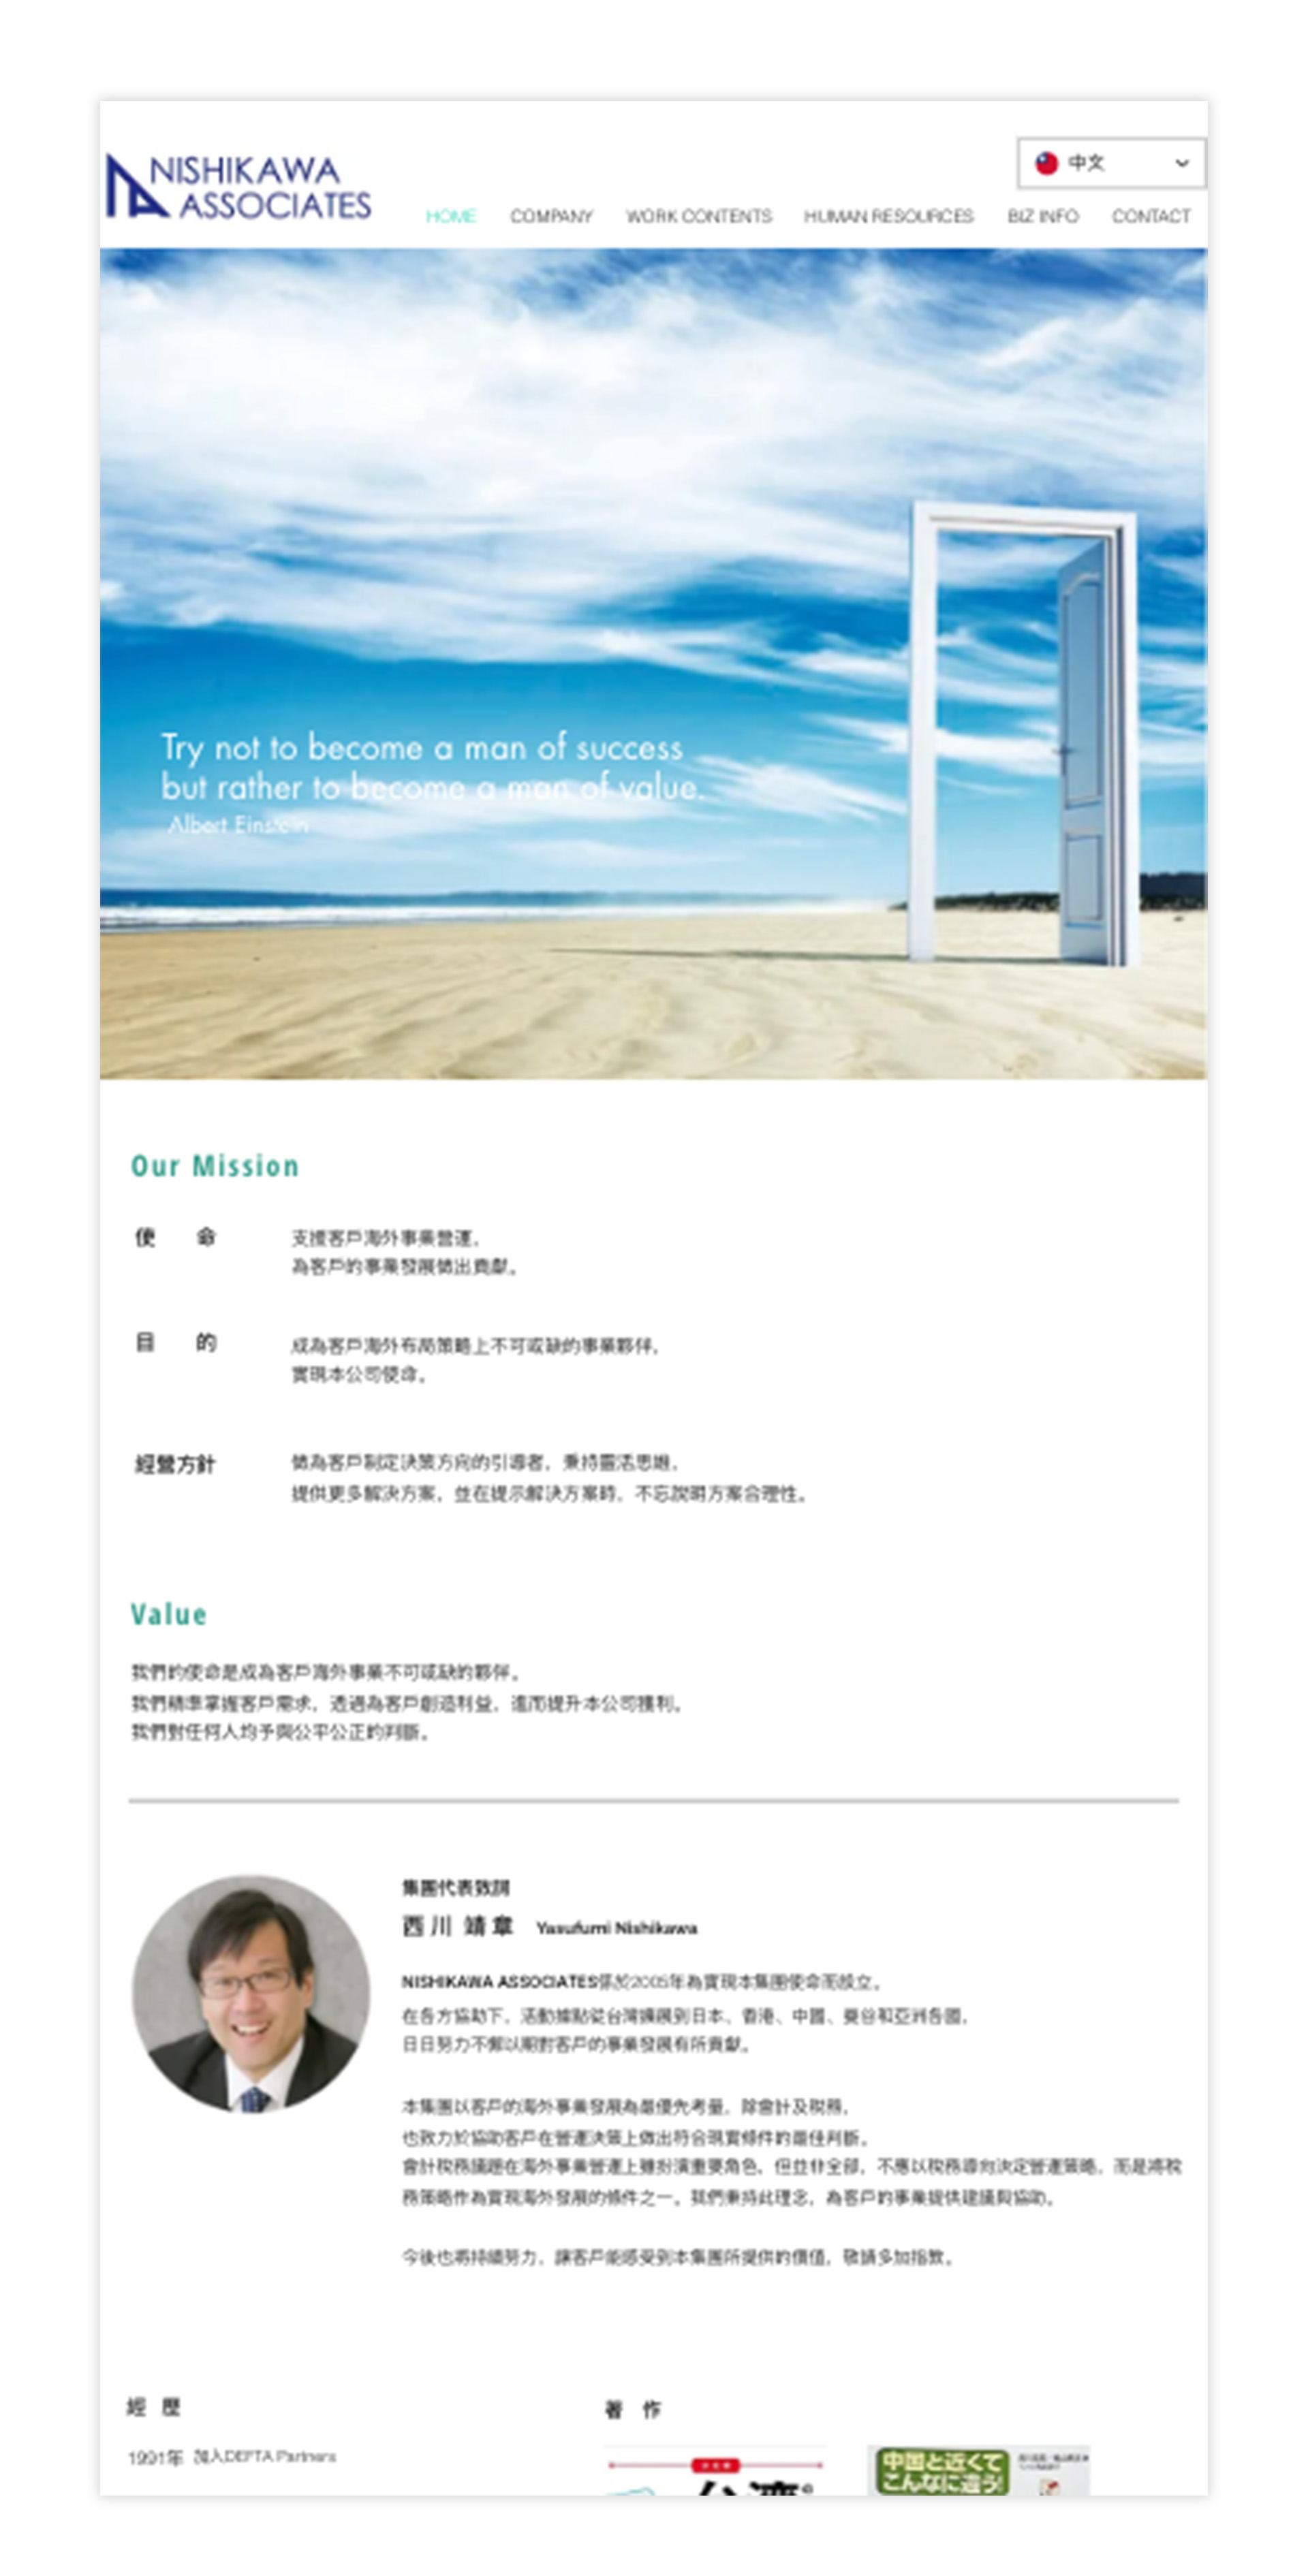 NISHIKAWA
ASSOCIATES
中文
HOME COMPANY WORK CONTENTS HUMAN RESOURCES BIZ INFO CONTACT
Try not to become a man of success
but rather to become a man of value.
Albert Einstein
Our Mission
使 命
支援客戶海外事業營運，
為客戶的事業發展做出貢獻。
目 的
成為客戶海外布局策略上不可或缺的事業夥伴，
實現本公司使命。
經營方針
做為客戶制定決策方向的引導者，秉持靈活思維，
提供更多解決方案，並在提示解決方案時，不忘說明方案合理性。
Value
我們的使命是成為客戶海外事業不可或缺的夥伴。
我們精準掌握客戶需求，透過為客戶創造利益，進而提升本公司獲利。
我們對任何人均予與公平公正的判斷。
集團代表致詞
西川 靖章 Yasufumi Nishikawa
NISHIKAWA ASSOCIATES係於2005年為實現本集團使命而設立。
在各方協助下，活動據點從台灣擴展到日本、香港、中國、曼谷和亞洲各國，
日日努力不懈以期對客戶的事業發展有所貢獻。
本集團以客戶的海外事業發展為最優先考量，除會計及稅務，
也致力於協助客戶在營運決策上做出符合現實條件的最佳判斷。
會計稅務議題在海外事業營運上雖扮演重要角色，但並非全部，不應以稅務導向決定營運策略，而是將稅
務策略作為實現海外發展的條件之一。我們秉持此理念，為客戶的事業提供建議與協助。
今後也將持續努力，讓客戶能感受到本集團所提供的價值，敬請多加指教。
經 歷
著 作
1991年 加入DEFTA Partners
台湾の
中国と近くて
こんなに違う!